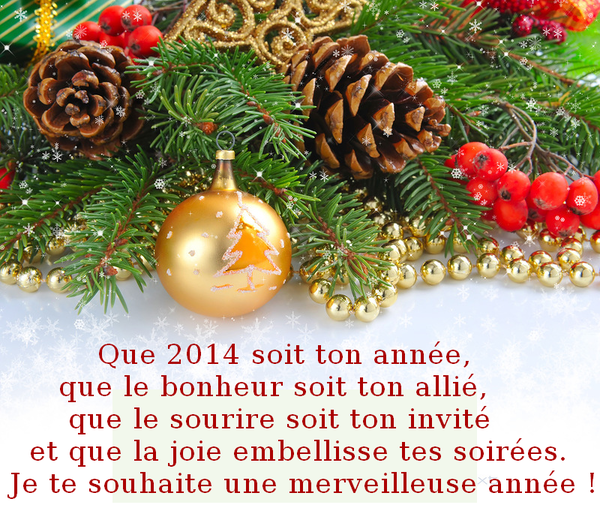 Que 2014 soit ton année,
que le bonheur soit ton allié,
que le sourire soit ton invité
et que la joie embellisse tes soirées.
Je te souhaite une merveilleuse année !